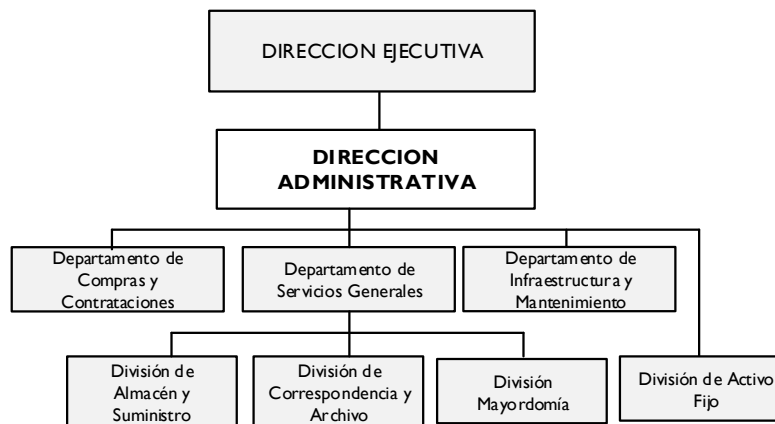 DIRECCION EJECUTIVA
DIRECCION
ADMINISTRATIVA
Departamento de
Compras y
Contrataciones
Departamento de
Servicios Generales
Departamento de
Infraestructura y
Mantenimiento
División de
Almacén y
Suministro
División de
Correspondencia y
Archivo
División
Mayordomía
División de Activo
Fijo